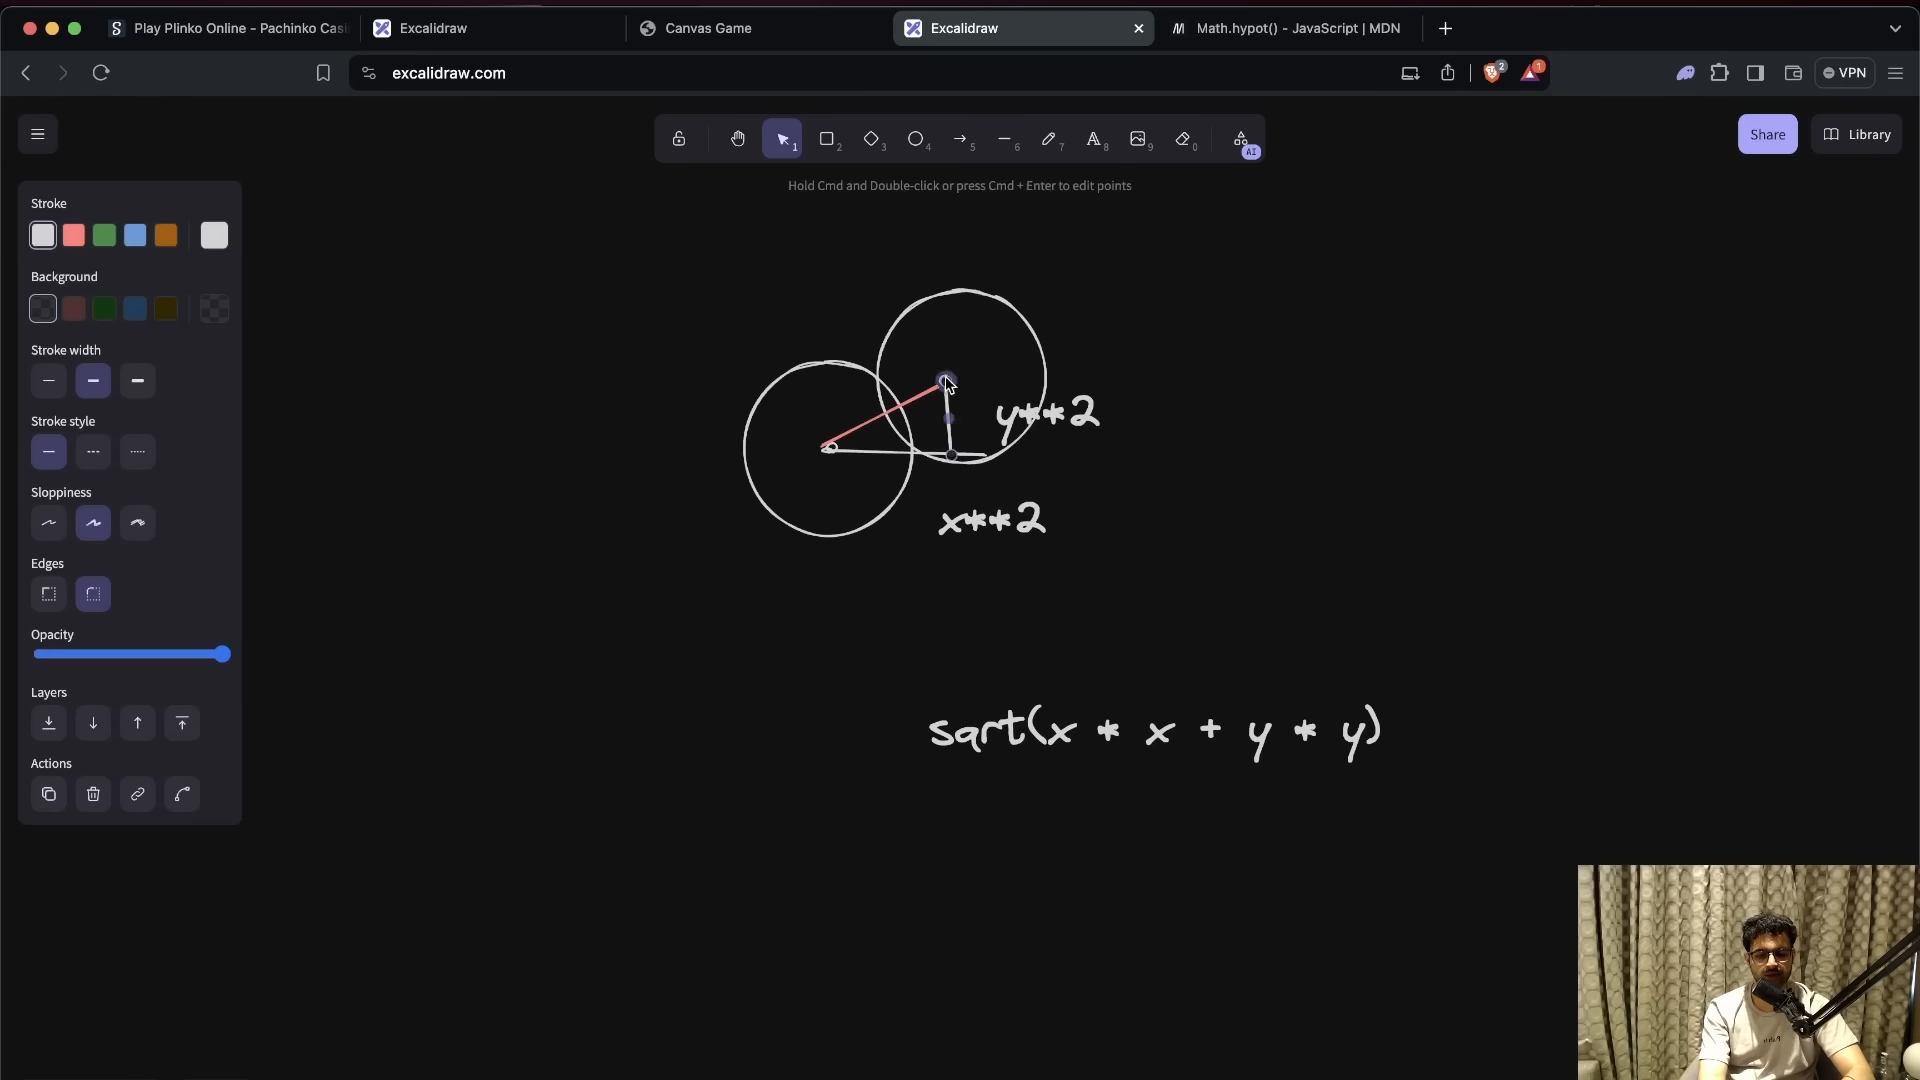 Play Plinko Online - Pachinko Casi
Excalidraw
Canvas Game
Excalidraw
Math.hypot() - JavaScript | MDN
excalidraw.com
2
1
VPN
1
2
3
4
5
6
7
8
9
0
AI
Share
Library
Hold Cmd and Double-click or press Cmd + Enter to edit points
Stroke
Background
Stroke width
Stroke style
Sloppiness
Edges
Opacity
Layers
Actions
y**2
x**2
sqrt(x * x + y * y)